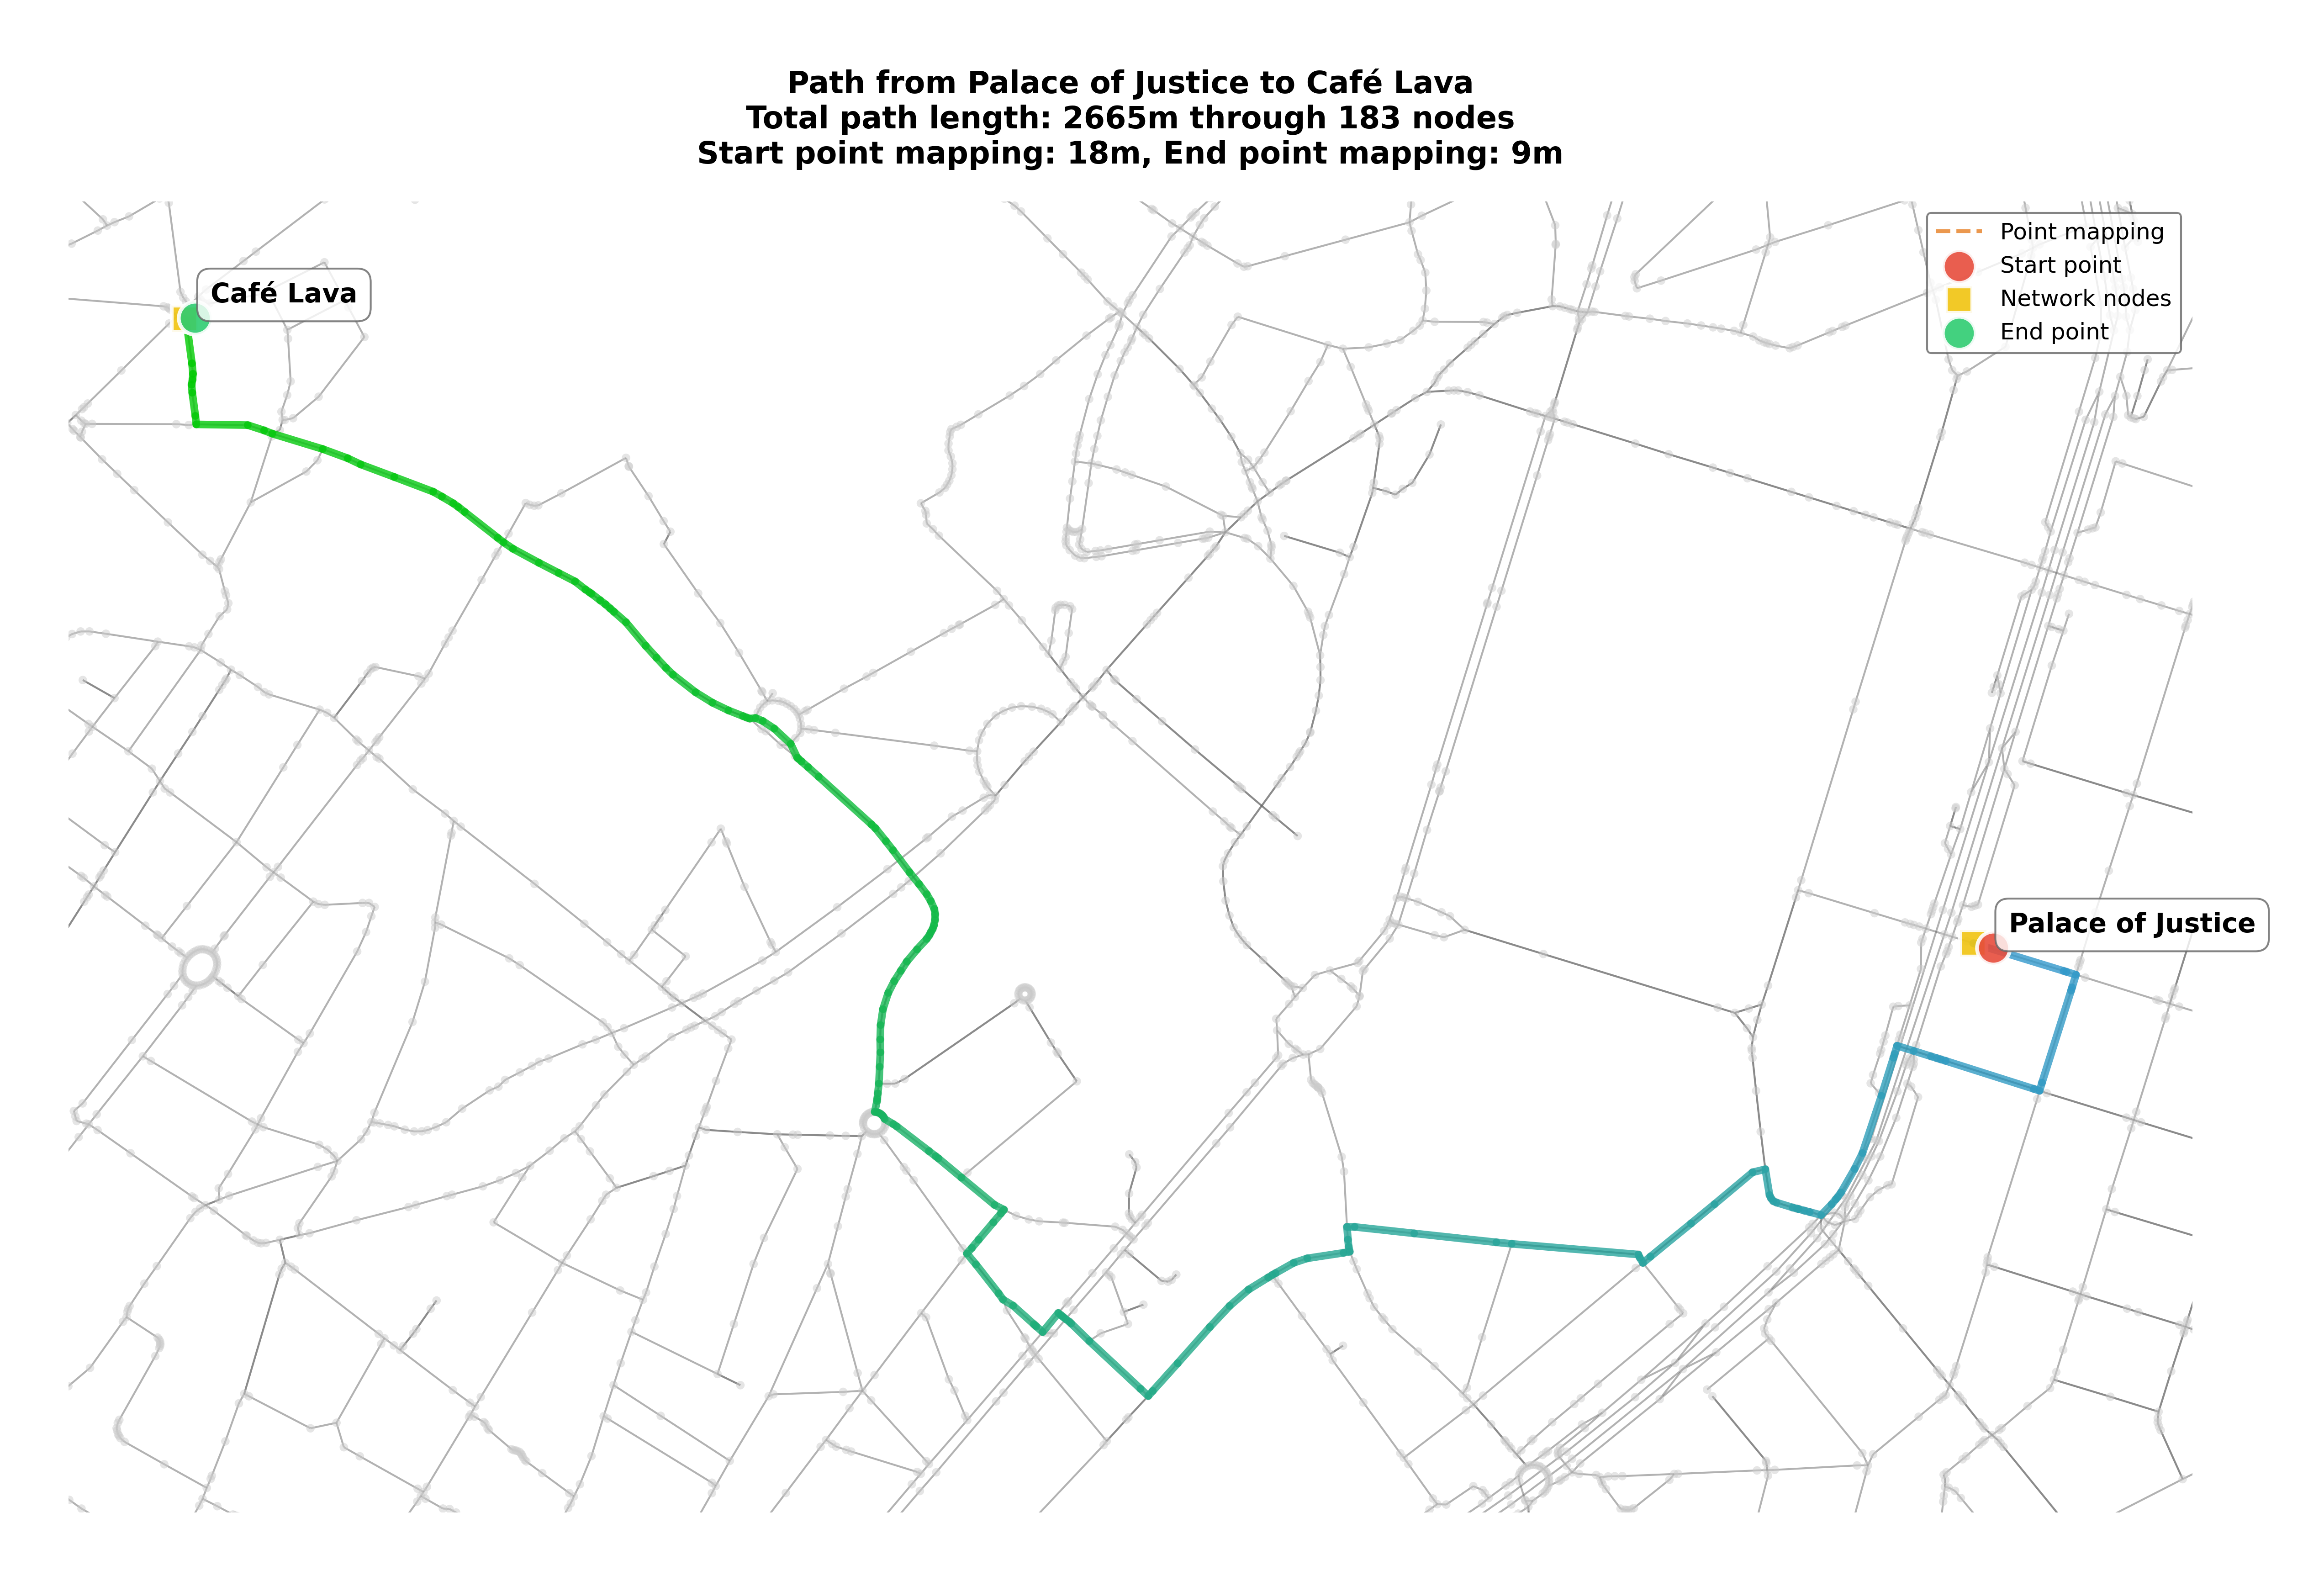 Path from Palace of Justice to Café Lava
Total path length: 2665m through 183 nodes
Start point mapping: 18m, End point mapping: 9m
Point mapping
Start point
Network nodes
End point
Café Lava
Palace of Justice